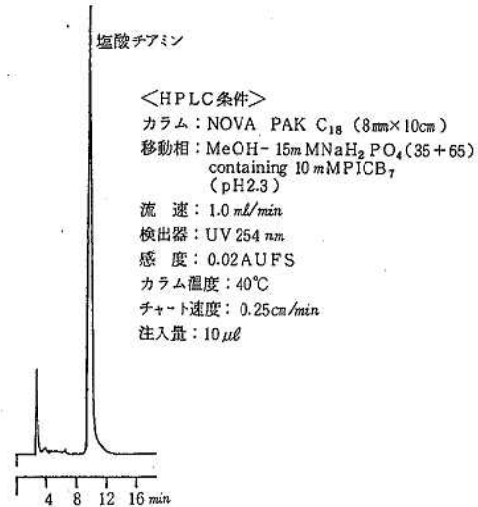 塩酸チアミン
＜HPLC条件＞
カラム：NOVA PAK C₁₈ (8mm×10cm)
移動相：MeOH-15mMNaH₂PO₄(35+65)
containing 10mMPICB₇
(pH2.3)
流　速：1.0ml/min
検出器：UV 254 nm
感　度：0.02AUFS
カラム温度：40℃
チャート速度：0.25cm/min
注入量：10μl
4 8 12 16 min